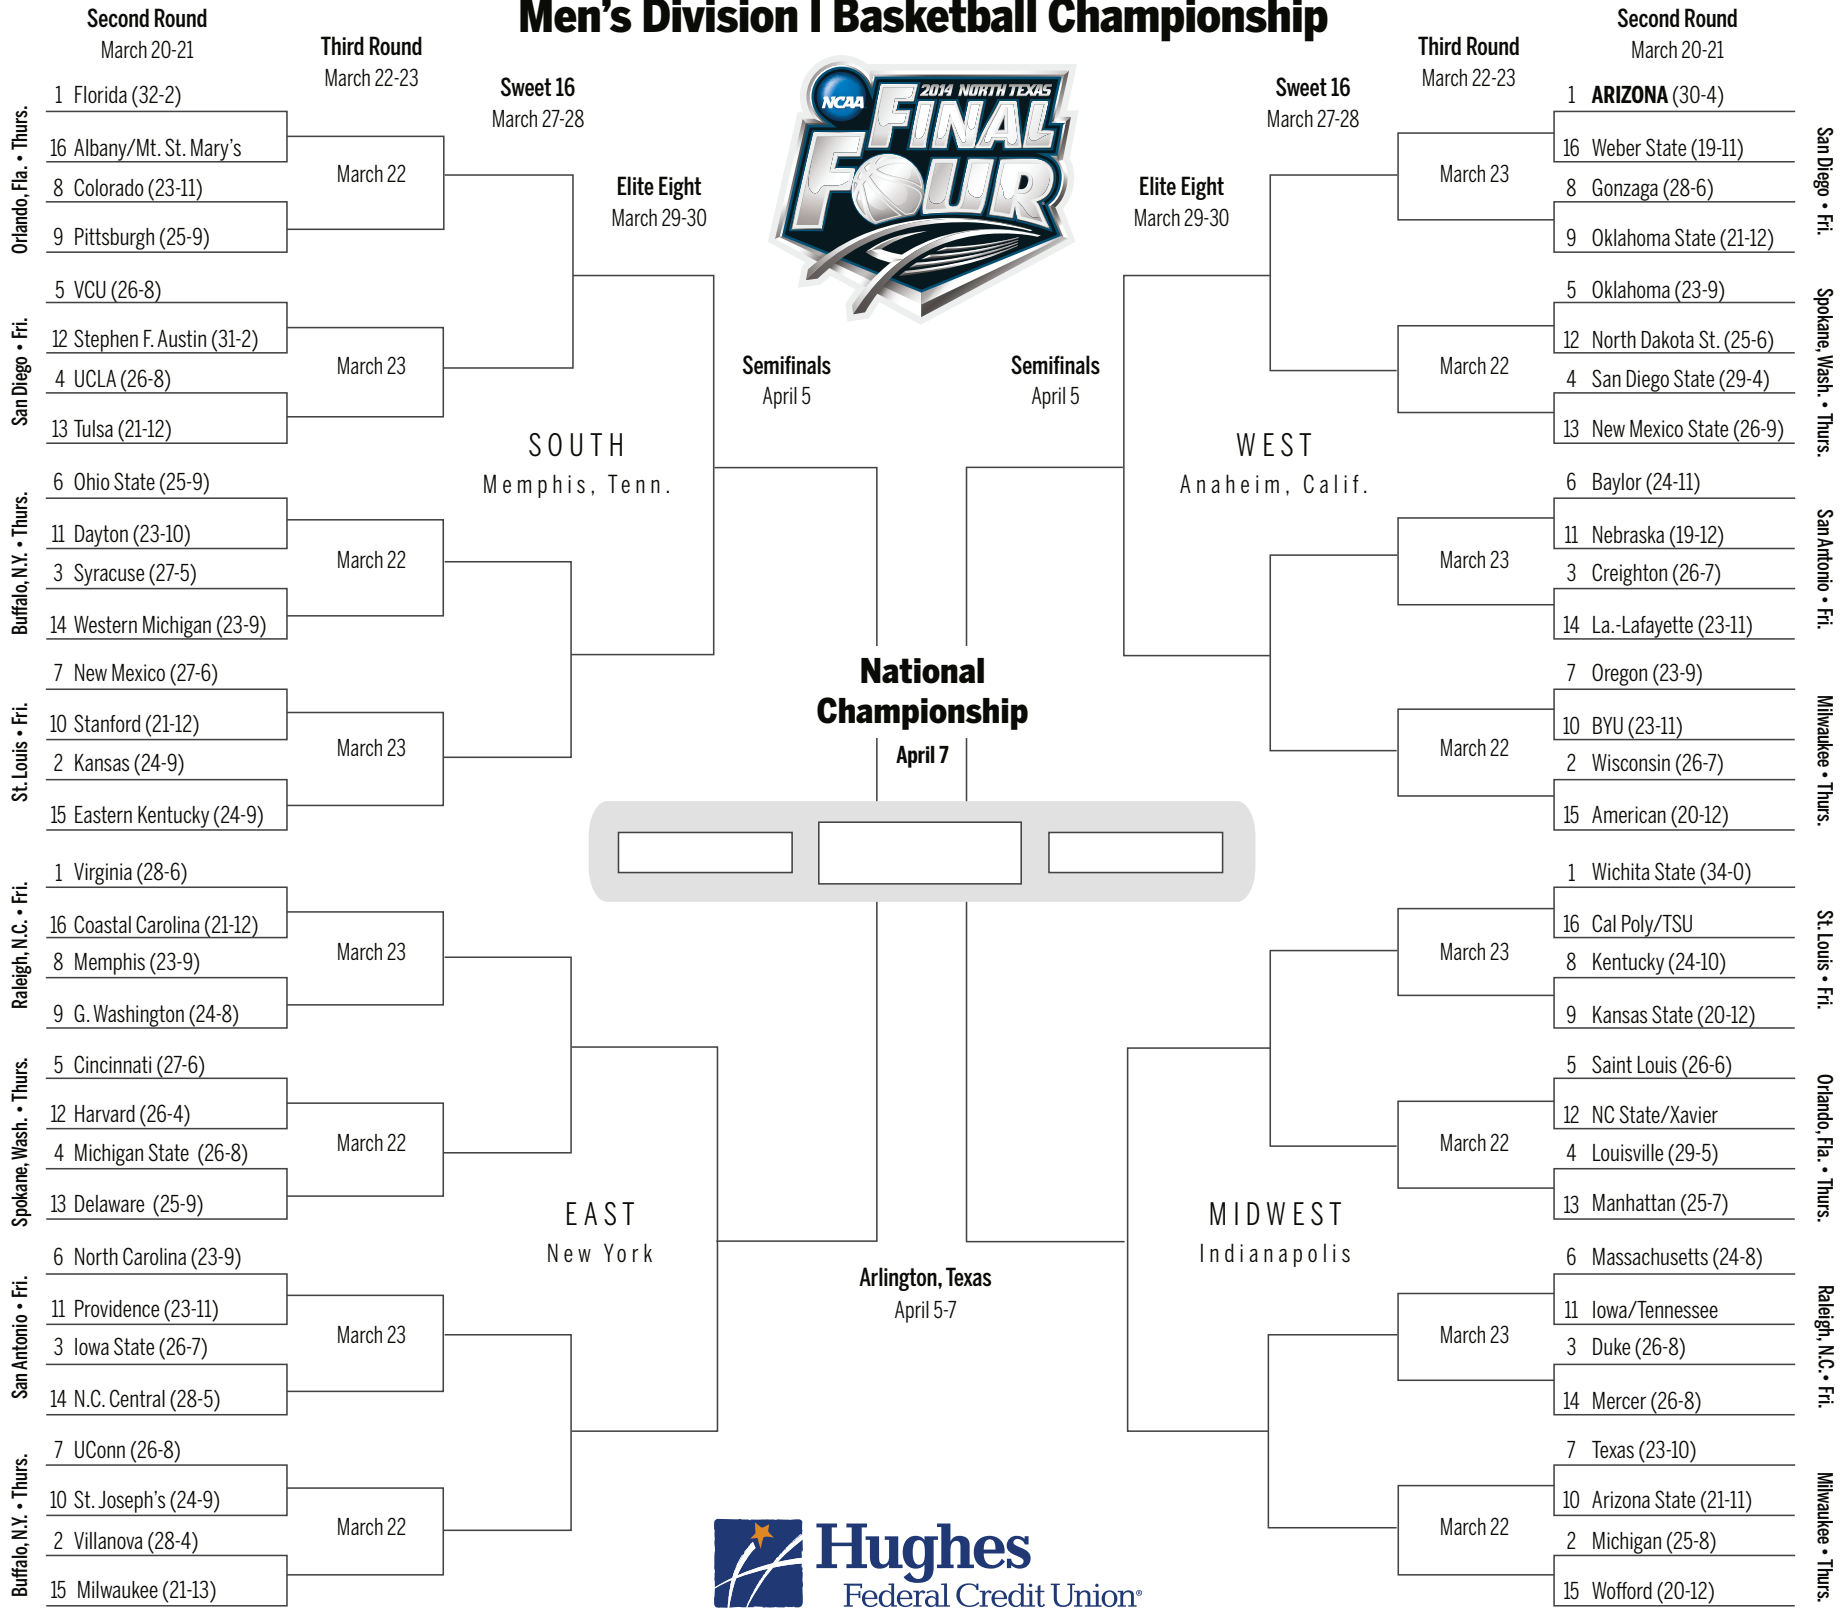 Men's Division I Basketball Championship
Second Round
March 20-21
Third Round
March 22-23
Sweet 16
March 27-28
Elite Eight
March 29-30
Semifinals
April 5
NCAA
2014 NORTH TEXAS
FINAL
FOUR
Semifinals
April 5
Elite Eight
March 29-30
Sweet 16
March 27-28
Third Round
March 22-23
Second Round
March 20-21
Orlando, Fla. • Thurs.
1 Florida (32-2)
16 Albany/Mt. St. Mary's
8 Colorado (23-11)
9 Pittsburgh (25-9)
March 22
San Diego • Fri.
5 VCU (26-8)
12 Stephen F. Austin (31-2)
4 UCLA (26-8)
13 Tulsa (21-12)
March 23
SOUTH
Memphis, Tenn.
Buffalo, N.Y. • Thurs.
6 Ohio State (25-9)
11 Dayton (23-10)
3 Syracuse (27-5)
14 Western Michigan (23-9)
March 22
St. Louis • Fri.
7 New Mexico (27-6)
10 Stanford (21-12)
2 Kansas (24-9)
15 Eastern Kentucky (24-9)
March 23
Raleigh, N.C. • Fri.
1 Virginia (28-6)
16 Coastal Carolina (21-12)
8 Memphis (23-9)
9 G. Washington (24-8)
March 23
Spokane, Wash. • Thurs.
5 Cincinnati (27-6)
12 Harvard (26-4)
4 Michigan State (26-8)
13 Delaware (25-9)
March 22
EAST
New York
San Antonio • Fri.
6 North Carolina (23-9)
11 Providence (23-11)
3 Iowa State (26-7)
14 N.C. Central (28-5)
March 23
Buffalo, N.Y. • Thurs.
7 UConn (26-8)
10 St. Joseph's (24-9)
2 Villanova (28-4)
15 Milwaukee (21-13)
March 22
National
Championship
April 7
Arlington, Texas
April 5-7
1 ARIZONA (30-4)
16 Weber State (19-11)
8 Gonzaga (28-6)
9 Oklahoma State (21-12)
March 23
San Diego • Fri.
5 Oklahoma (23-9)
12 North Dakota St. (25-6)
4 San Diego State (29-4)
13 New Mexico State (26-9)
March 22
Spokane, Wash. • Thurs.
WEST
Anaheim, Calif.
6 Baylor (24-11)
11 Nebraska (19-12)
3 Creighton (26-7)
14 La.-Lafayette (23-11)
March 23
San Antonio • Fri.
7 Oregon (23-9)
10 BYU (23-11)
2 Wisconsin (26-7)
15 American (20-12)
March 22
Milwaukee • Thurs.
1 Wichita State (34-0)
16 Cal Poly/TSU
8 Kentucky (24-10)
9 Kansas State (20-12)
March 23
St. Louis • Fri.
5 Saint Louis (26-6)
12 NC State/Xavier
4 Louisville (29-5)
13 Manhattan (25-7)
March 22
Orlando, Fla. • Thurs.
MIDWEST
Indianapolis
6 Massachusetts (24-8)
11 Iowa/Tennessee
3 Duke (26-8)
14 Mercer (26-8)
March 23
Raleigh, N.C. • Fri.
7 Texas (23-10)
10 Arizona State (21-11)
2 Michigan (25-8)
15 Wofford (20-12)
March 22
Milwaukee • Thurs.
Hughes
Federal Credit Union®